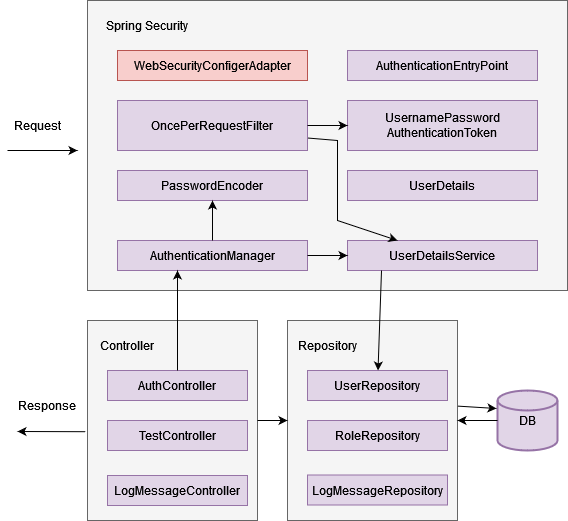 Spring Security
WebSecurityConfigerAdapter
AuthenticationEntryPoint
Request
OncePerRequestFilter
UsernamePassword
AuthenticationToken
PasswordEncoder
UserDetails
AuthenticationManager
UserDetailsService
Controller
Repository
AuthController
UserRepository
Response
TestController
RoleRepository
DB
LogMessageController
LogMessageRepository